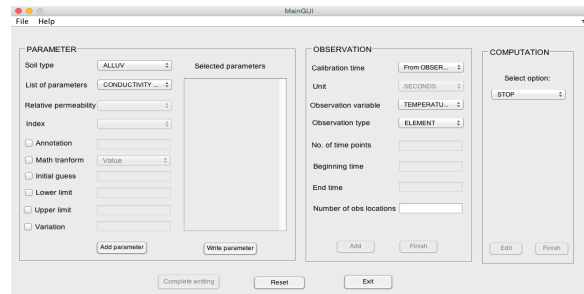 MainGUI
File Help
PARAMETER
Soil type ALLUV
List of parameters CONDUCTIVITY ...
Relative permeability
Index
Annotation
Math tranform Value
Initial guess
Lower limit
Upper limit
Variation
Add parameter
Selected parameters
Write parameter
OBSERVATION
Calibration time From OBSER...
Unit SECONDS
Observation variable TEMPERATU...
Observation type ELEMENT
No. of time points
Beginning time
End time
Number of obs locations
Add Finish
COMPUTATION
Select option:
STOP
Edit Finish
Complete writting Reset Exit